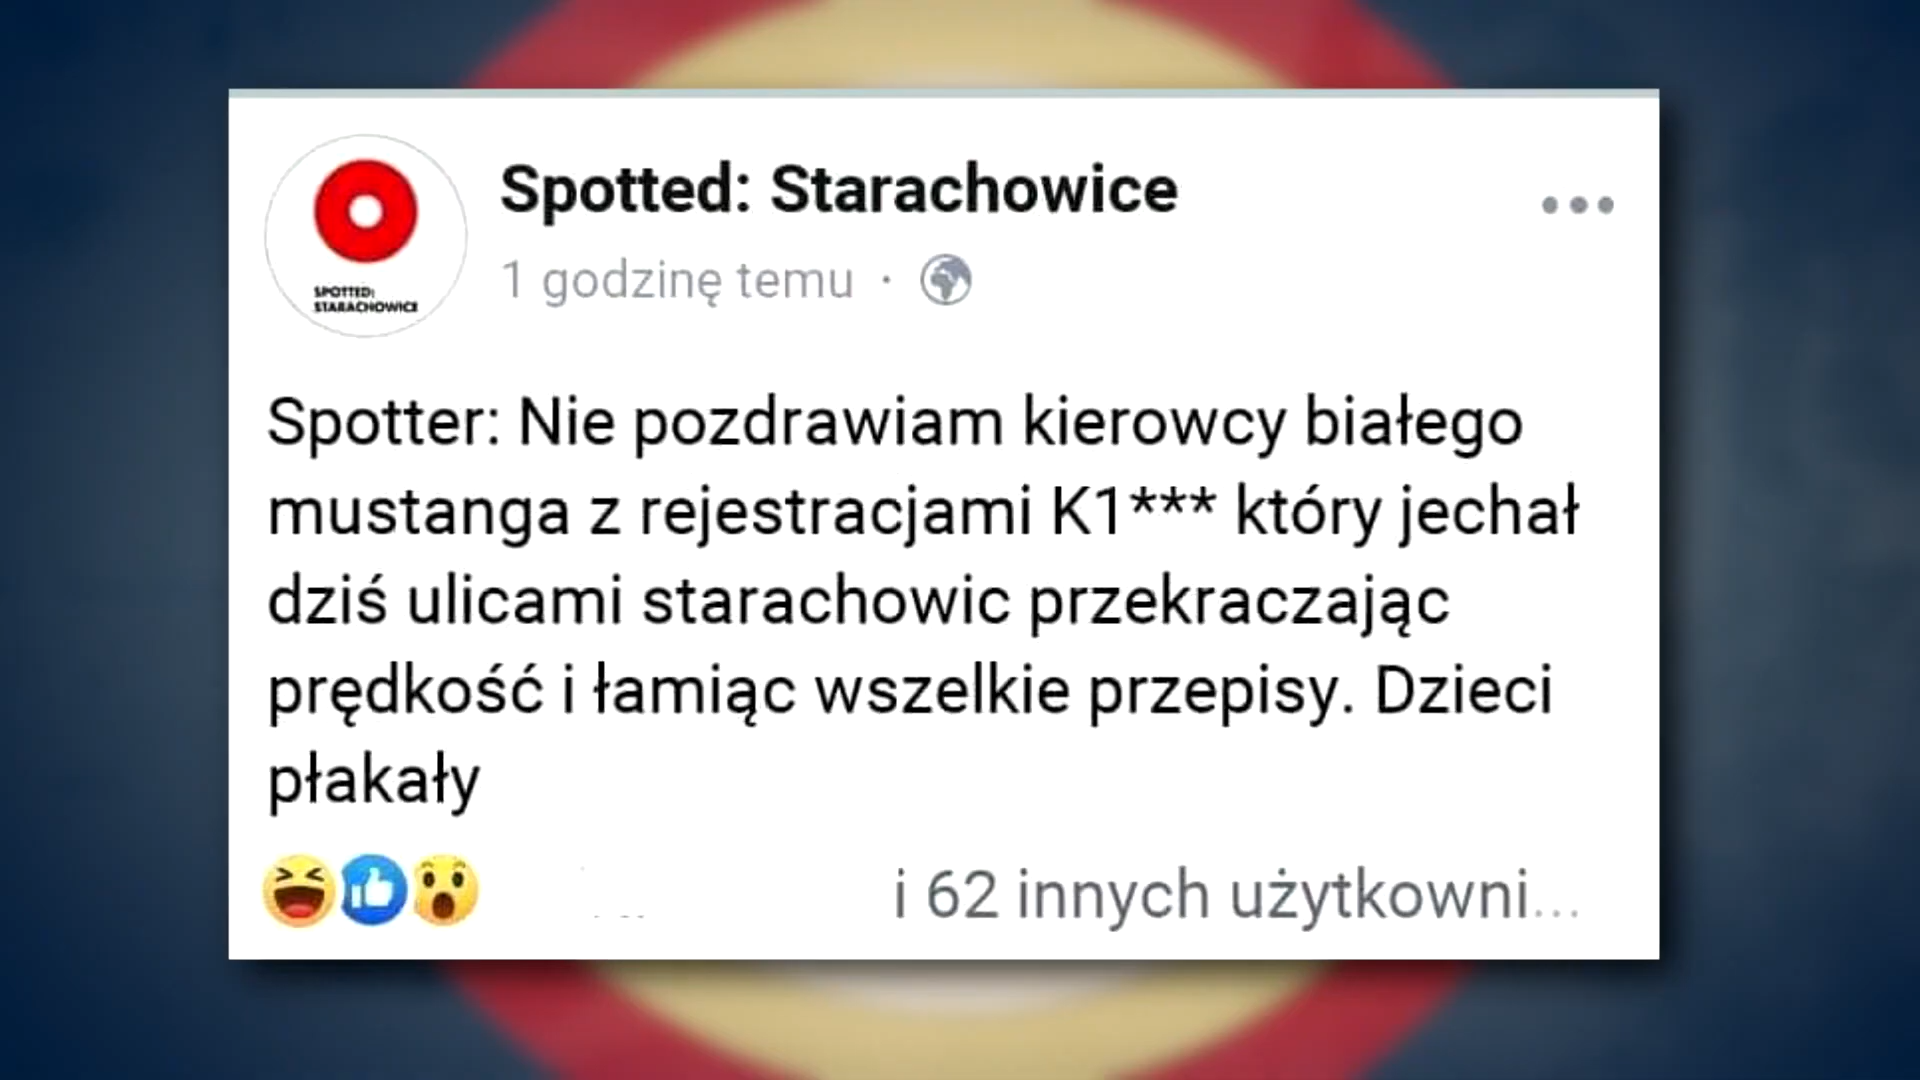 Spotted: Starachowice
1 godzinę temu ·
SPOTTED:
STARACHOWICE
Spotter: Nie pozdrawiam kierowcy białego
mustanga z rejestracjami K1*** który jechał
dziś ulicami starachowic przekraczając
prędkość i łamiąc wszelkie przepisy. Dzieci
płakały
i 62 innych użytkowni...